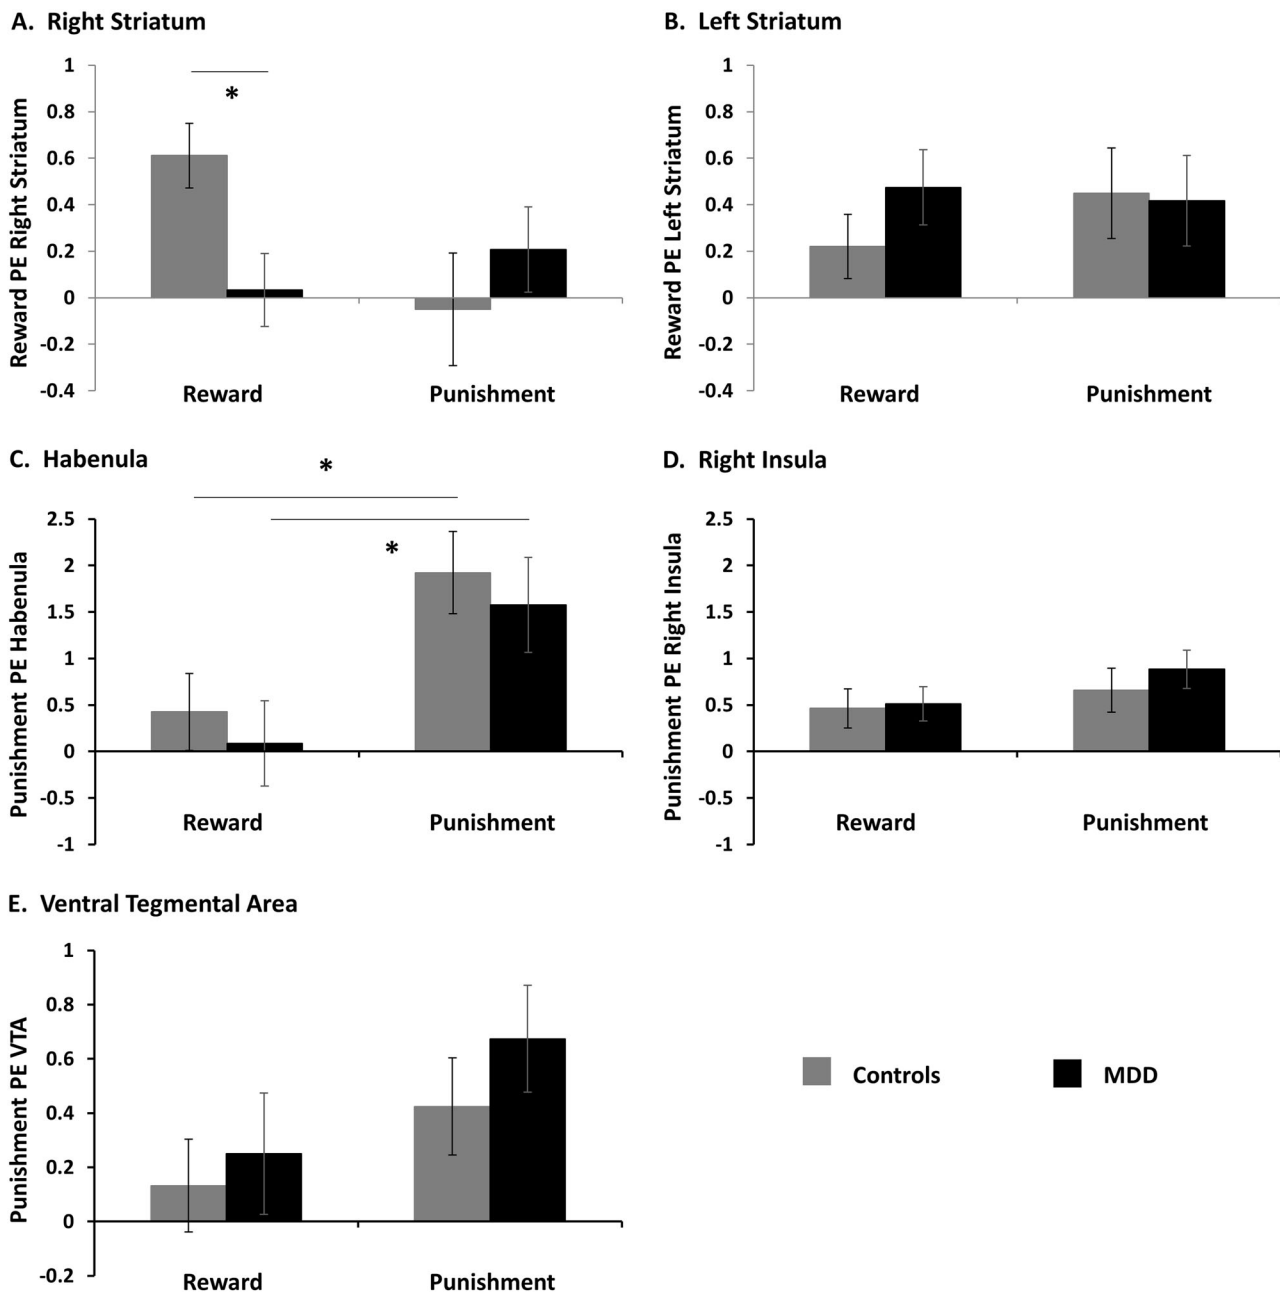 A. Right Striatum
Reward PE Right Striatum
1
0.8
0.6
0.4
0.2
0
-0.2
-0.4
*
Reward
Punishment
B. Left Striatum
Reward PE Left Striatum
1
0.8
0.6
0.4
0.2
0
-0.2
-0.4
Reward
Punishment
C. Habenula
Punishment PE Habenula
*
*
2.5
2
1.5
1
0.5
0
-0.5
-1
Reward
Punishment
D. Right Insula
Punishment PE Right Insula
2.5
2
1.5
1
0.5
0
-0.5
-1
Reward
Punishment
E. Ventral Tegmental Area
Punishment PE VTA
1
0.8
0.6
0.4
0.2
0
-0.2
Reward
Punishment
Controls
MDD